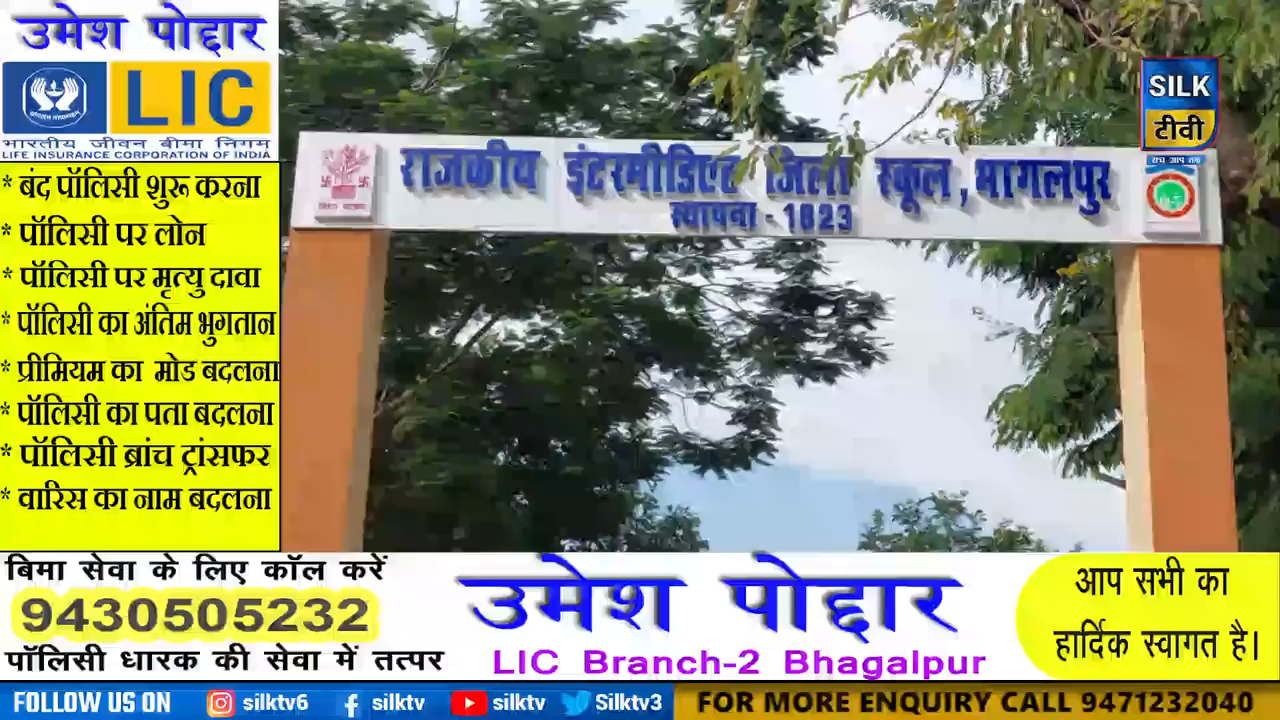 उमेश पोद्दार
LIC
भारतीय जीवन बीमा निगम
LIFE INSURANCE CORPORATION OF INDIA
* बंद पॉलिसी शुरू करना
* पॉलिसी पर लोन
* पॉलिसी पर मृत्यु दावा
* पॉलिसी का अंतिम भुगतान
* प्रीमियम का मोड बदलना
* पॉलिसी का पता बदलना
* पॉलिसी ब्रांच ट्रांसफर
* वारिस का नाम बदलना
SILK
टीवी
राजकीय इंटरमीडिएट जिला स्कूल, भागलपुर
स्थापना - 1823
बिमा सेवा के लिए कॉल करें
9430505232
पॉलिसी धारक की सेवा में तत्पर
उमेश पोद्दार
LIC Branch-2 Bhagalpur
आप सभी का
हार्दिक स्वागत है।
FOLLOW US ON silktv6 silktv silktv Silktv3
FOR MORE ENQUIRY CALL 9471232040